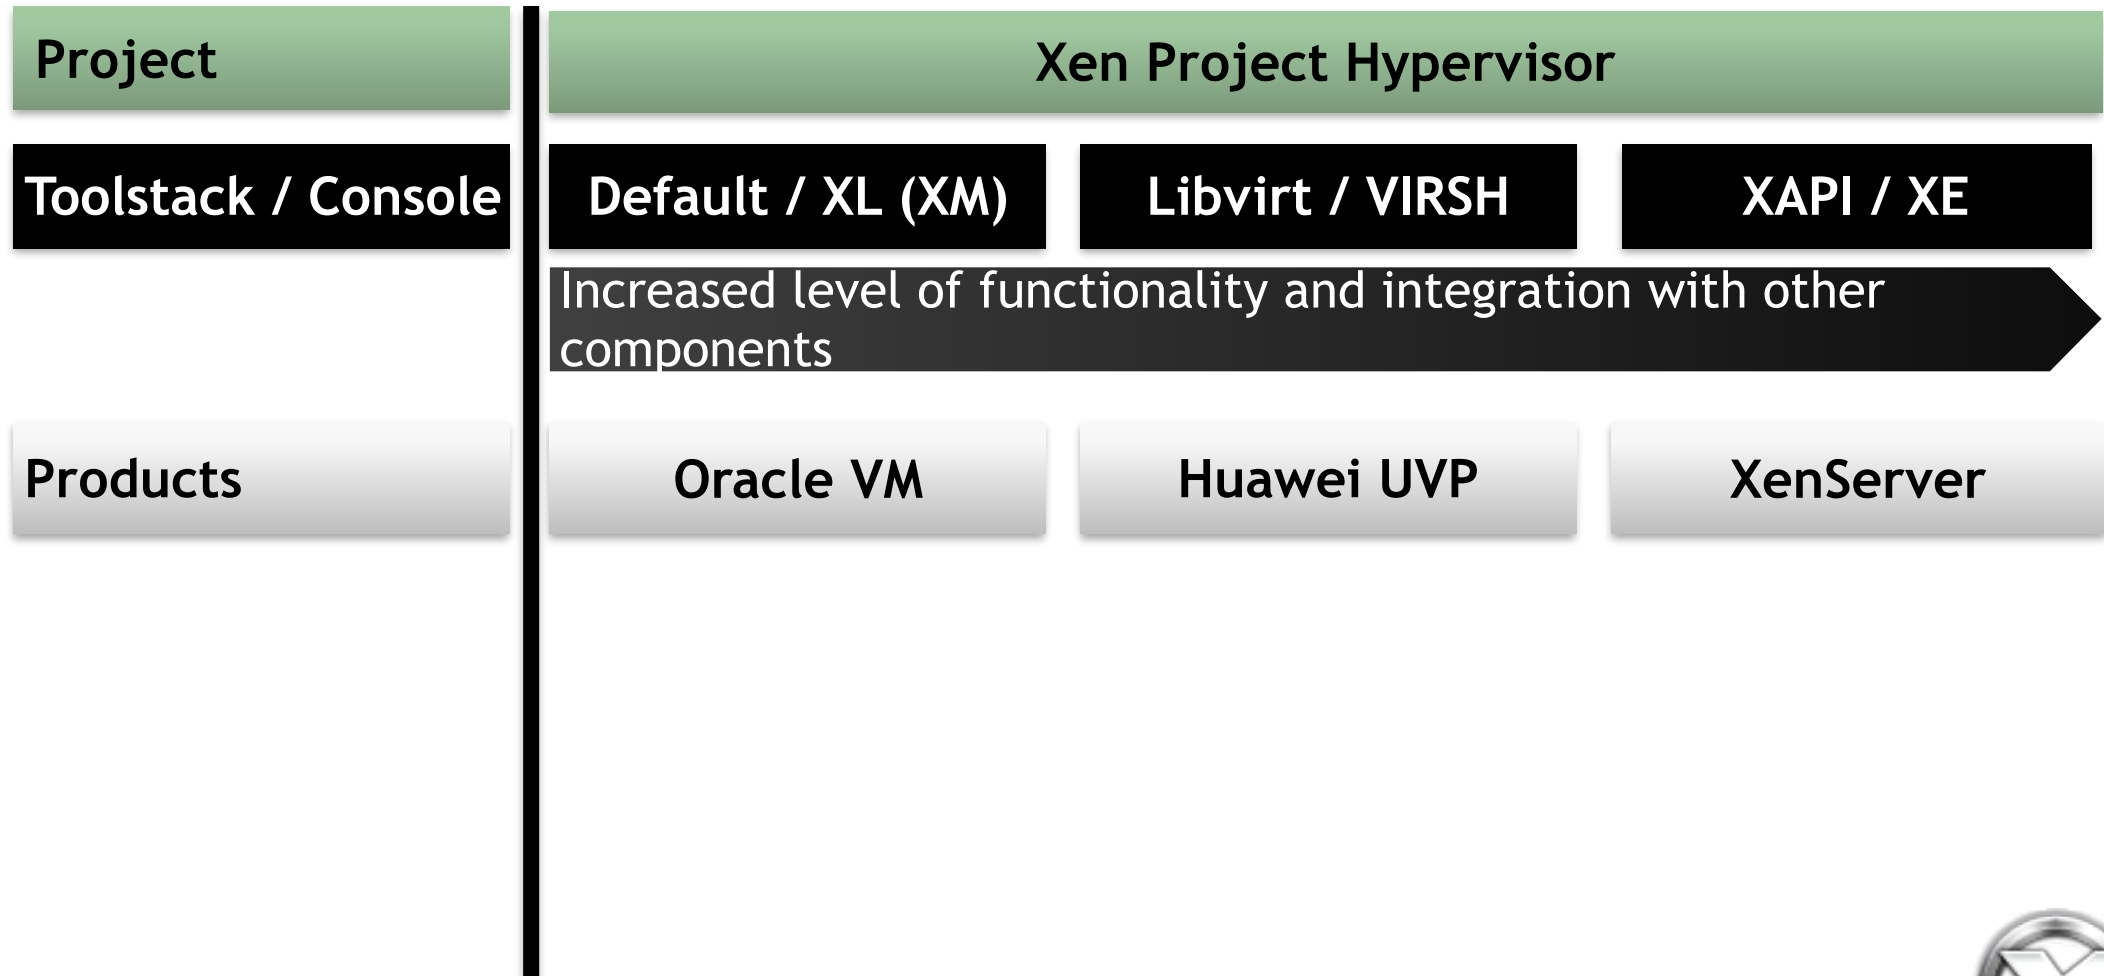 Project
Xen Project Hypervisor
Toolstack / Console
Default / XL (XM)
Libvirt / VIRSH
XAPI / XE
Increased level of functionality and integration with other
components
Products
Oracle VM
Huawei UVP
XenServer